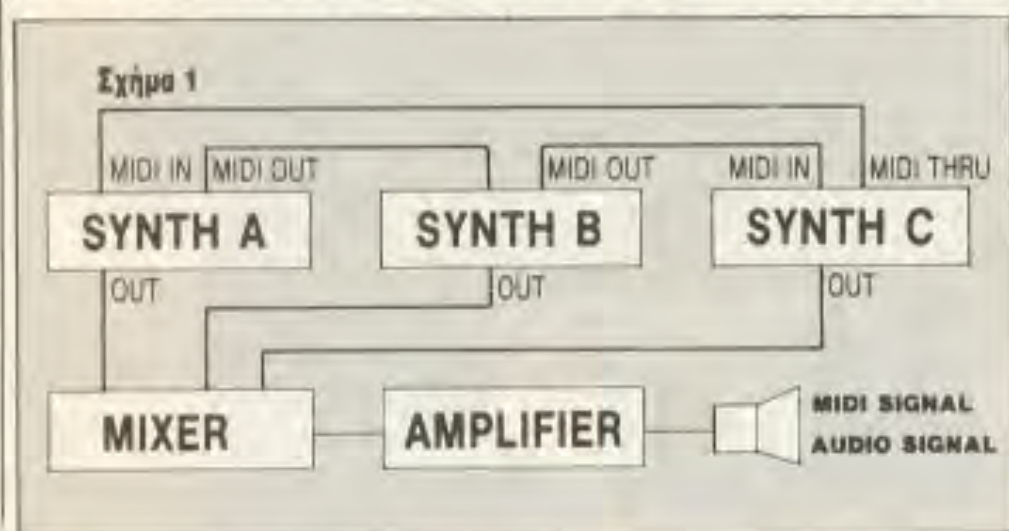 Σχήμα 1
MIDI IN MIDI OUT MIDI OUT MIDI IN MIDI THRU
SYNTH A SYNTH B SYNTH C
OUT OUT OUT
MIXER AMPLIFIER MIDI SIGNAL
AUDIO SIGNAL